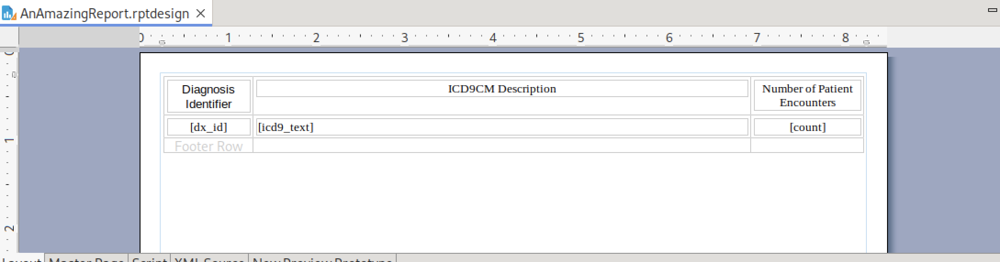 AnAmazingReport.rptdesign
0 1 2 3 4 5 6 7 8
0
Diagnosis Identifier ICD9CM Description Number of Patient Encounters
[dx_id] [icd9_text] [count]
1
Footer Row
2
Layout Master Page Script XML Source New Preview Prototype